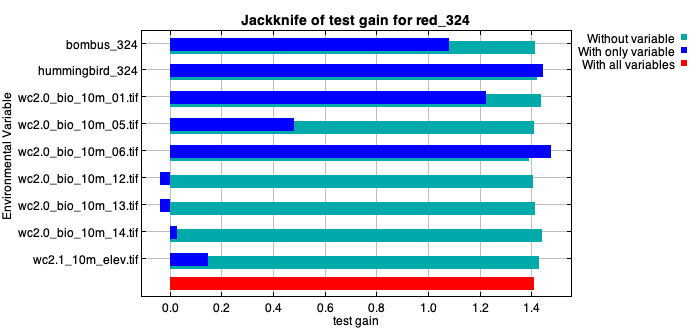 Jackknife of test gain for red_324
Without variable
With only variable
With all variables
Environmental Variable
bombus_324
hummingbird_324
wc2.0_bio_10m_01.tif
wc2.0_bio_10m_05.tif
wc2.0_bio_10m_06.tif
wc2.0_bio_10m_12.tif
wc2.0_bio_10m_13.tif
wc2.0_bio_10m_14.tif
wc2.1_10m_elev.tif
0.0 0.2 0.4 0.6 0.8 1.0 1.2 1.4
test gain